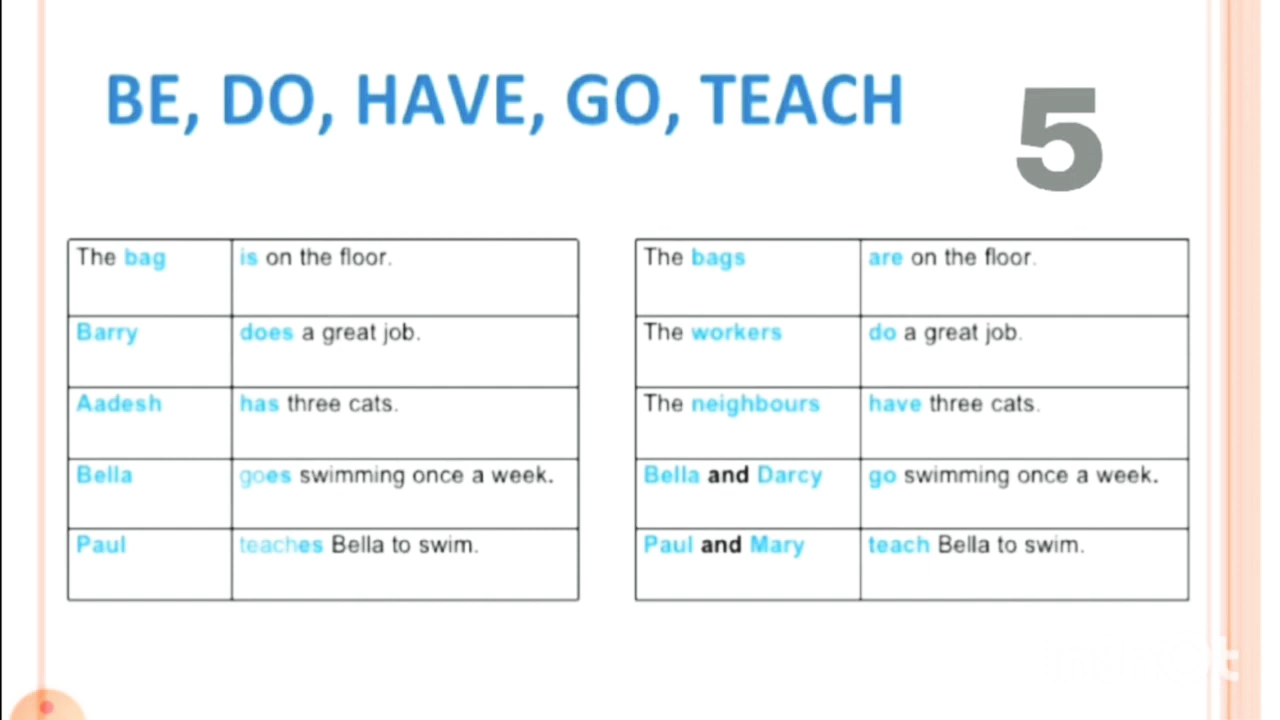 BE, DO, HAVE, GO, TEACH
5
The bag is on the floor.
Barry does a great job.
Aadesh has three cats.
Bella goes swimming once a week.
Paul teaches Bella to swim.
The bags are on the floor.
The workers do a great job.
The neighbours have three cats.
Bella and Darcy go swimming once a week.
Paul and Mary teach Bella to swim.